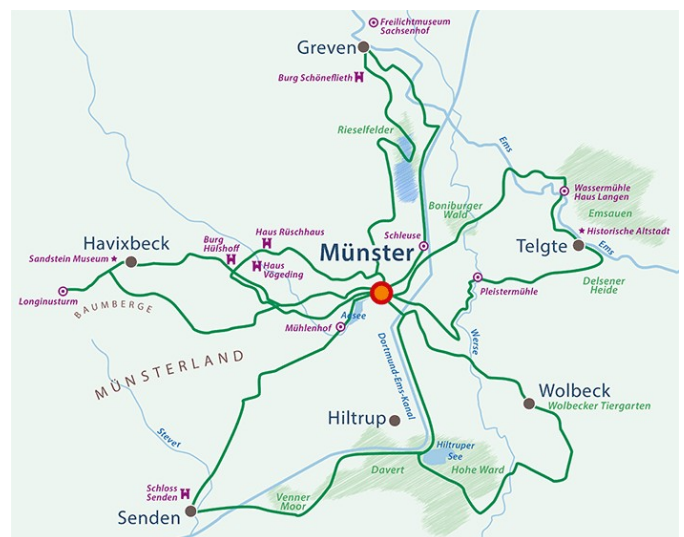 Freilichtmuseum
Sachsenhof
Greven
Burg Schöneflieth
Rieselfelder
Ems
Wassermühle
Haus Langen
Emsauen
Boniburger
Wald
Historische Altstadt
Schleuse
Haus Rüschhaus
Burg
Hülshoff
Münster
Telgte
Ems
Havixbeck
Sandstein Museum
Haus
Vögeding
Pleistermühle
Delsener
Heide
Longinusturm
BAUMBERGE
Aasee
Mühlenhof
Werse
Dortmund-Ems-Kanal
MÜNSTERLAND
Wolbeck
Wolbecker Tiergarten
Hiltrup
Stever
Hiltruper
See
Davert
Hohe Ward
Schloss
Senden
Venner
Moor
Senden